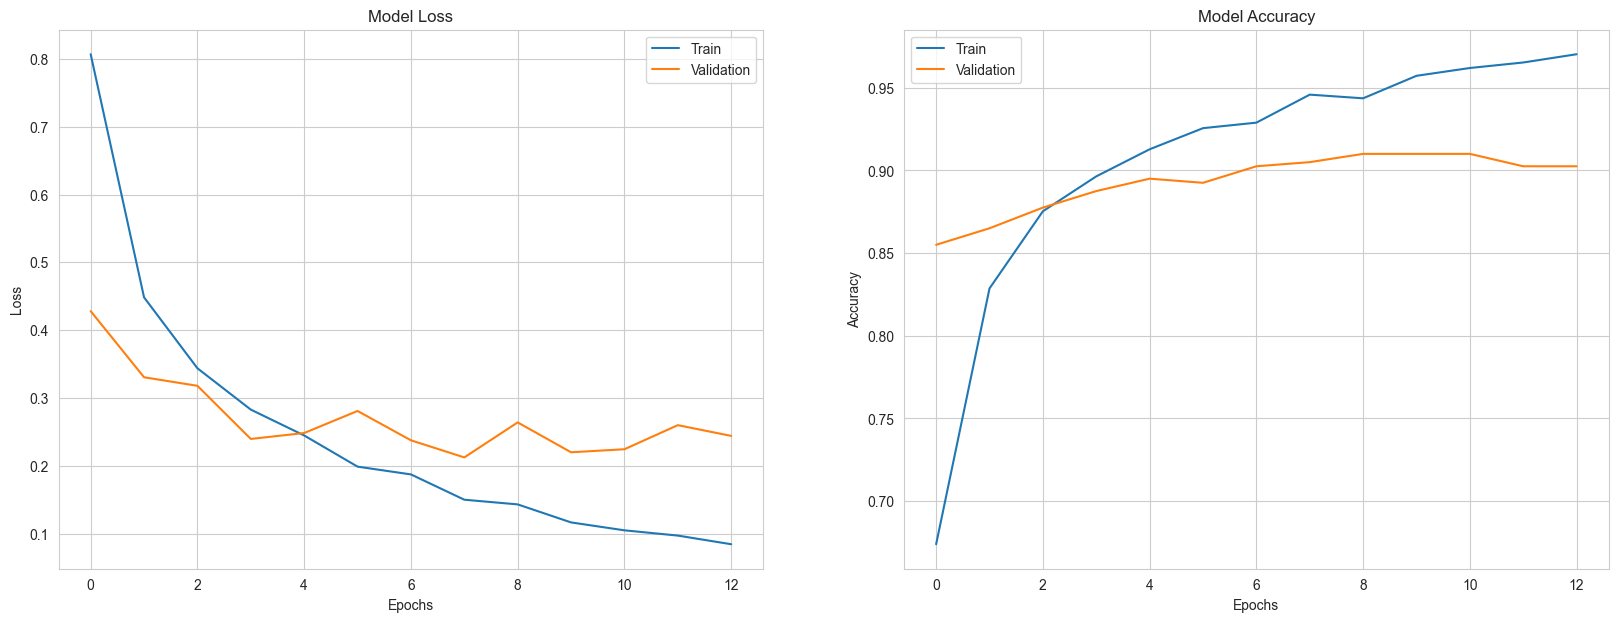 Model Loss
Train
Validation
0.8
0.7
0.6
0.5
0.4
0.3
0.2
0.1
Loss
0 2 4 6 8 10 12
Epochs
Model Accuracy
Train
Validation
0.95
0.90
0.85
0.80
0.75
0.70
Accuracy
0 2 4 6 8 10 12
Epochs